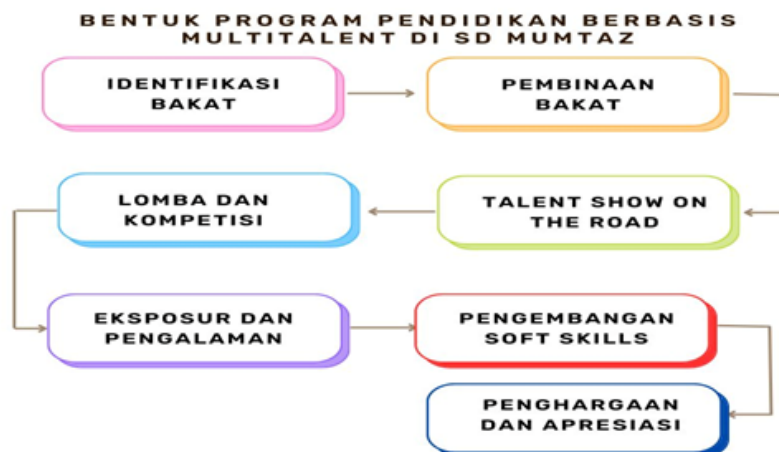 BENTUK PROGRAM PENDIDIKAN BERBASIS
MULTITALENT DI SD MUMTAZ
IDENTIFIKASI
BAKAT
PEMBINAAN
BAKAT
TALENT SHOW ON
THE ROAD
LOMBA DAN
KOMPETISI
EKSPOSUR DAN
PENGALAMAN
PENGEMBANGAN
SOFT SKILLS
PENGHARGAAN
DAN APRESIASI